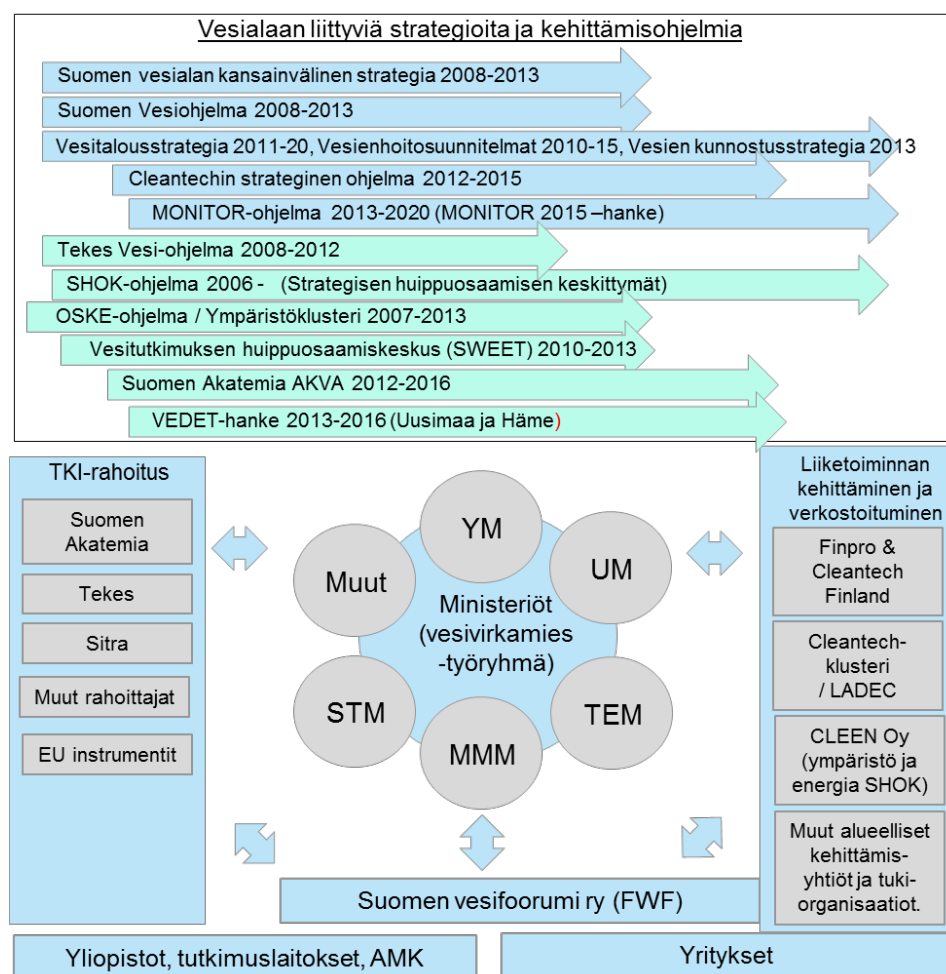 Vesialaan liittyviä strategioita ja kehittämisohjelmia
Suomen vesialan kansainvälinen strategia 2008-2013
Suomen Vesiohjelma 2008-2013
Vesitalousstrategia 2011-20, Vesienhoitosuunnitelmat 2010-15, Vesien kunnostusstrategia 2013
Cleantechin strateginen ohjelma 2012-2015
MONITOR-ohjelma 2013-2020 (MONITOR 2015 –hanke)
Tekes Vesi-ohjelma 2008-2012
SHOK-ohjelma 2006 - (Strategisen huippuosaamisen keskittymät)
OSKE-ohjelma / Ympäristöklusteri 2007-2013
Vesitutkimuksen huippuosaamiskeskus (SWEET) 2010-2013
Suomen Akatemia AKVA 2012-2016
VEDET-hanke 2013-2016 (Uusimaa ja Häme)
TKI-rahoitus
Suomen
Akatemia
Tekes
Sitra
Muut rahoittajat
EU instrumentit
YM
UM
TEM
MMM
STM
Muut
Ministeriöt
(vesivirkamies
-työryhmä)
Liiketoiminnan
kehittäminen ja
verkostoituminen
Finpro &
Cleantech
Finland
Cleantech-
klusteri
/ LADEC
CLEEN Oy
(ympäristö ja
energia SHOK)
Muut alueelliset
kehittämis-
yhtiöt ja tuki-
organisaatiot.
Suomen vesifoorumi ry (FWF)
Yliopistot, tutkimuslaitokset, AMK
Yritykset